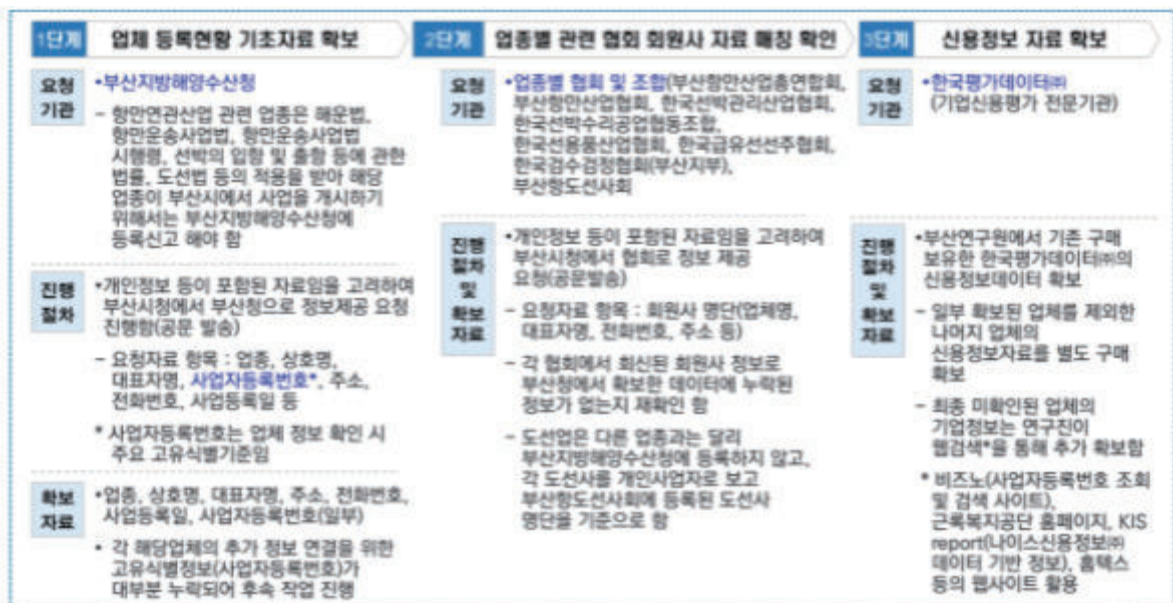 1단계 업체 등록현황 기초자료 확보
요청
기관
•부산지방해양수산청
– 항만연관산업 관련 업종은 해운법,
항만운송사업법, 항만운송사업법
시행령, 선박의 입항 및 출항 등에 관한
법률, 도선법 등의 적용을 받아 해당
업종이 부산시에서 사업을 개시하기
위해서는 부산지방해양수산청에
등록신고 해야 함
진행
절차
•개인정보 등이 포함된 자료임을 고려하여
부산시청에서 부산청으로 정보제공 요청
진행함(공문 발송)
– 요청자료 항목 : 업종, 상호명,
대표자명, 사업자등록번호*, 주소,
전화번호, 사업등록일 등
* 사업자등록번호는 업체 정보 확인 시
주요 고유식별기준임
확보
자료
•업종, 상호명, 대표자명, 주소, 전화번호,
사업등록일, 사업자등록번호(일부)
• 각 해당업체의 추가 정보 연결을 위한
고유식별정보(사업자등록번호)가
대부분 누락되어 후속 작업 진행
2단계 업종별 관련 협회 회원사 자료 매칭 확인
요청
기관
•업종별 협회 및 조합(부산항만산업총연합회,
부산항만산업협회, 한국선박관리산업협회,
한국선박수리공업협동조합,
한국선용품산업협회, 한국급유선선주협회,
한국검수검정협회(부산지부),
부산항도선사회
진행
절차
및
확보
자료
•개인정보 등이 포함된 자료임을 고려하여
부산시청에서 협회로 정보 제공
요청(공문발송)
– 요청자료 항목 : 회원사 명단(업체명,
대표자명, 전화번호, 주소 등)
– 각 협회에서 회신된 회원사 정보로
부산청에서 확보한 데이터에 누락된
정보가 없는지 재확인 함
– 도선업은 다른 업종과는 달리
부산지방해양수산청에 등록하지 않고,
각 도선사를 개인사업자로 보고
부산항도선사회에 등록된 도선사
명단을 기준으로 함
3단계 신용정보 자료 확보
요청
기관
•한국평가데이터㈜
(기업신용평가 전문기관)
진행
절차
및
확보
자료
•부산연구원에서 기존 구매
보유한 한국평가데이터㈜의
신용정보데이터 확보
– 일부 확보된 업체를 제외한
나머지 업체의
신용정보자료를 별도 구매
확보
– 최종 미확인된 업체의
기업정보는 연구진이
웹검색*을 통해 추가 확보함
* 비즈노(사업자등록번호 조회
및 검색 사이트),
근록복지공단 홈페이지, KIS
report(나이스신용정보㈜
데이터 기반 정보), 홈텍스
등의 웹사이트 활용